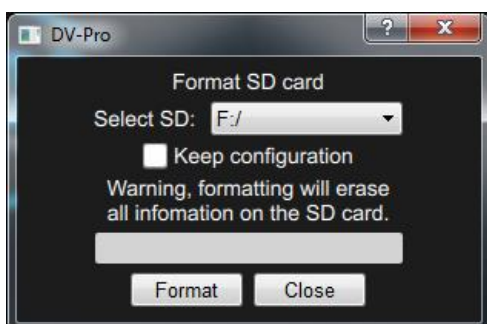 DV-Pro
?
X
Format SD card
Select SD: F:/
Keep configuration
Warning, formatting will erase
all infomation on the SD card.
Format Close